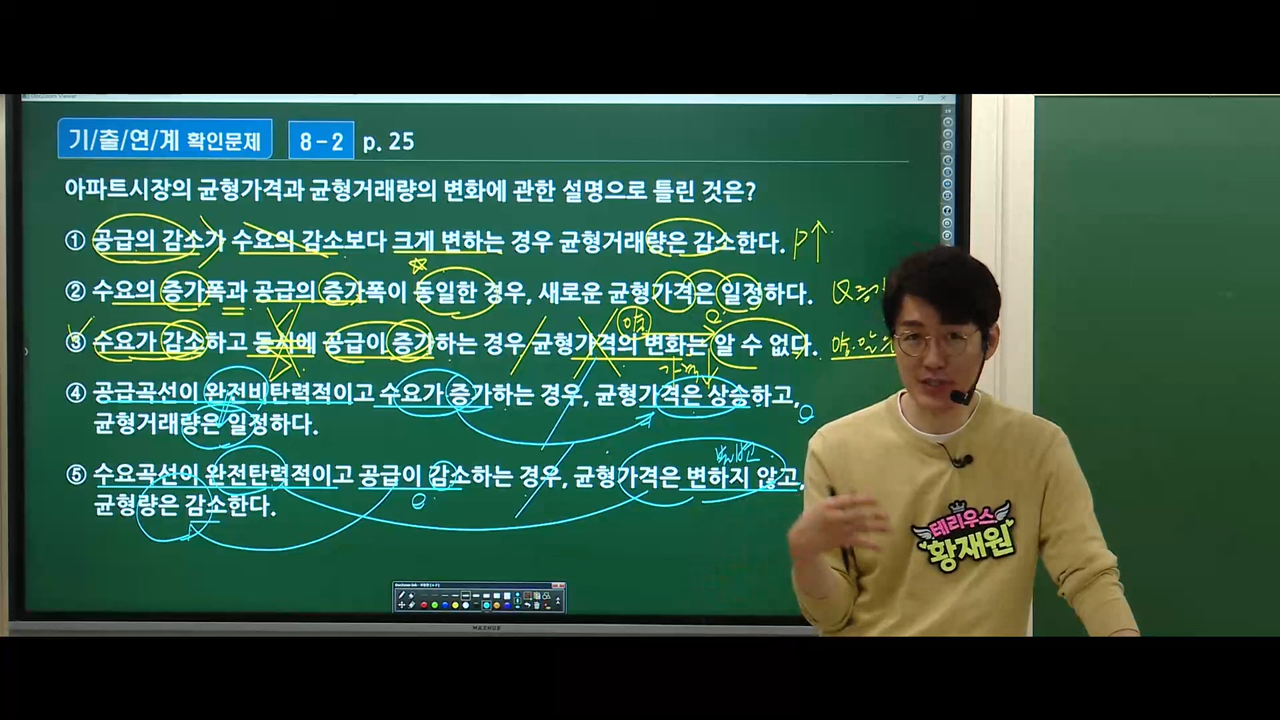 기/출/연/계 확인문제 8-2 p. 25
아파트시장의 균형가격과 균형거래량의 변화에 관한 설명으로 틀린 것은?
① 공급의 감소가 수요의 감소보다 크게 변하는 경우 균형거래량은 감소한다. P↑
② 수요의 증가폭과 공급의 증가폭이 동일한 경우, 새로운 균형가격은 일정하다.
③ 수요가 감소하고 동시에 공급이 증가하는 경우 균형가격의 변화는 알 수 없다.
④ 공급곡선이 완전비탄력적이고 수요가 증가하는 경우, 균형가격은 상승하고,
균형거래량은 일정하다.
⑤ 수요곡선이 완전탄력적이고 공급이 감소하는 경우, 균형가격은 변하지 않고,
균형량은 감소한다.
테리우스
황재원
MAXHUB